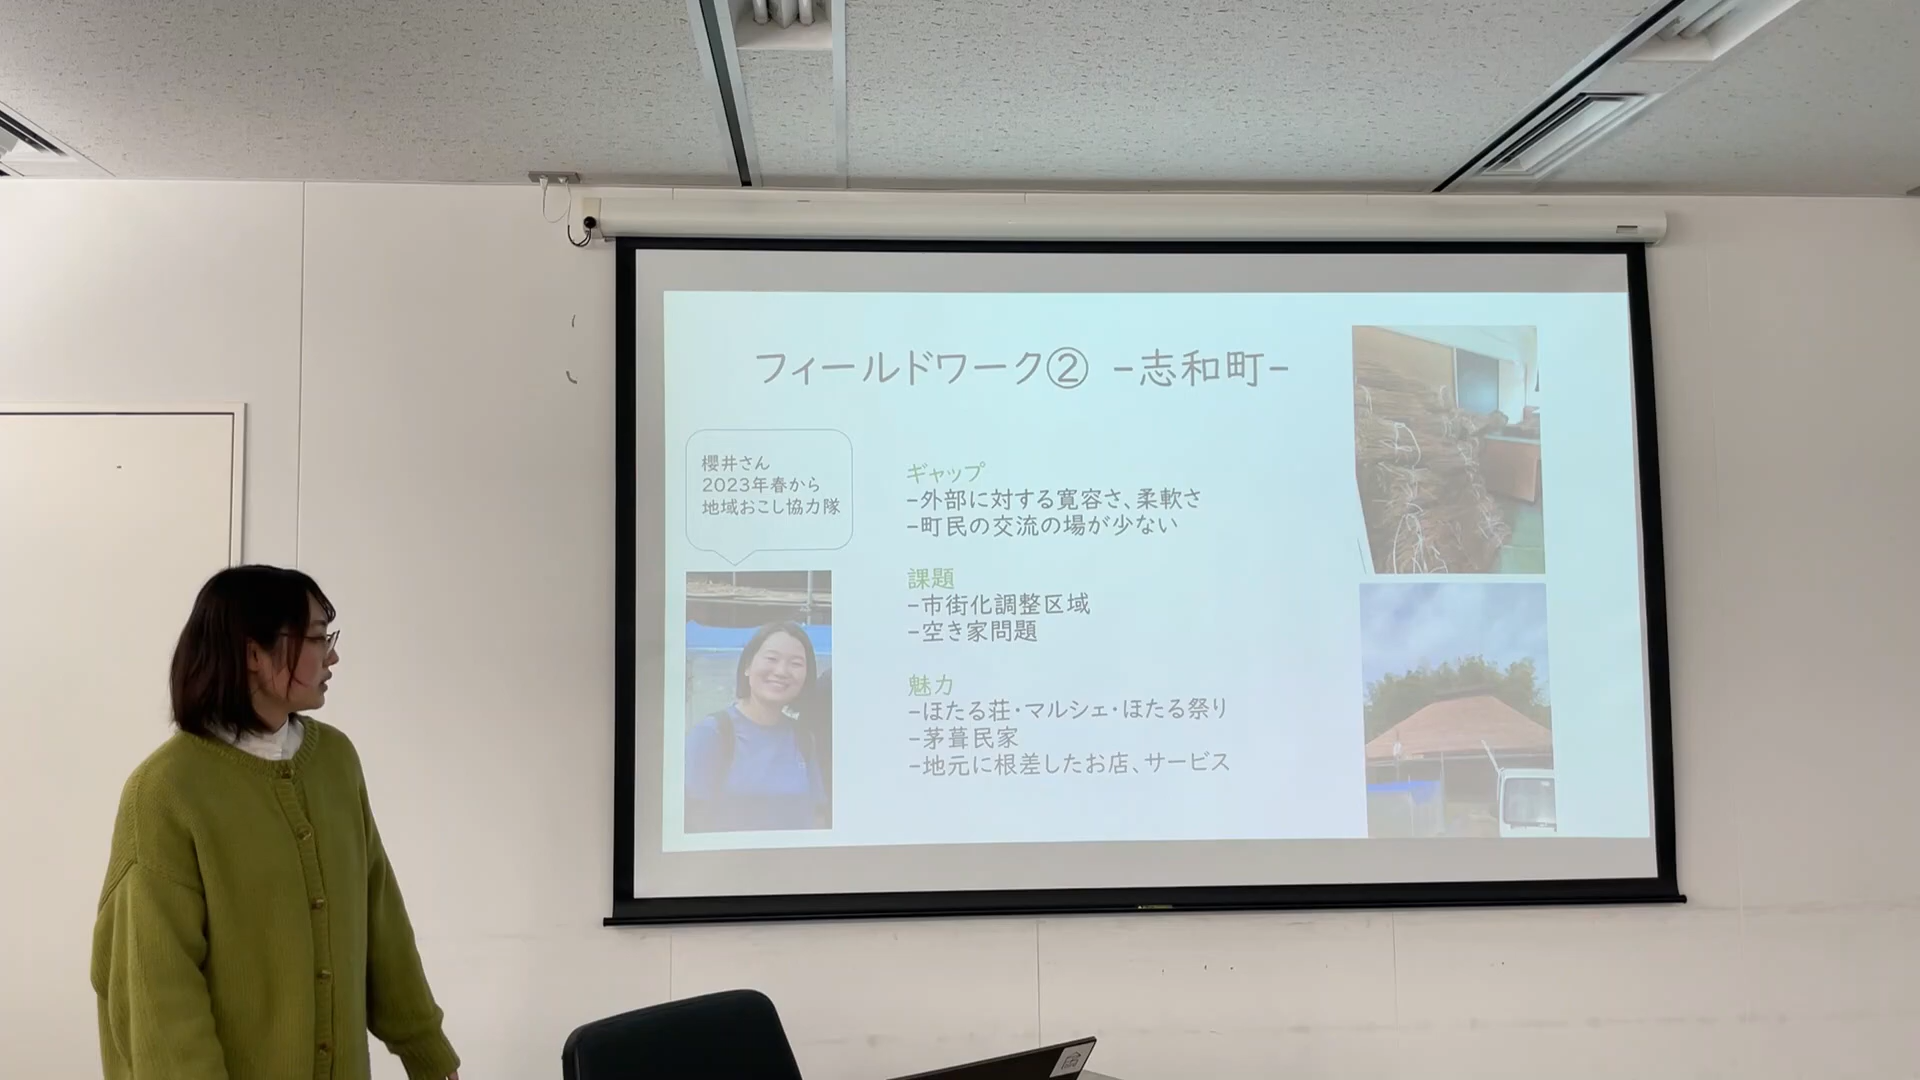 フィールドワーク② -志和町-
櫻井さん
2023年春から
地域おこし協力隊
ギャップ
-外部に対する寛容さ、柔軟さ
-町民の交流の場が少ない
課題
-市街化調整区域
-空き家問題
魅力
-ほたる荘・マルシェ・ほたる祭り
-茅葺民家
-地元に根差したお店、サービス